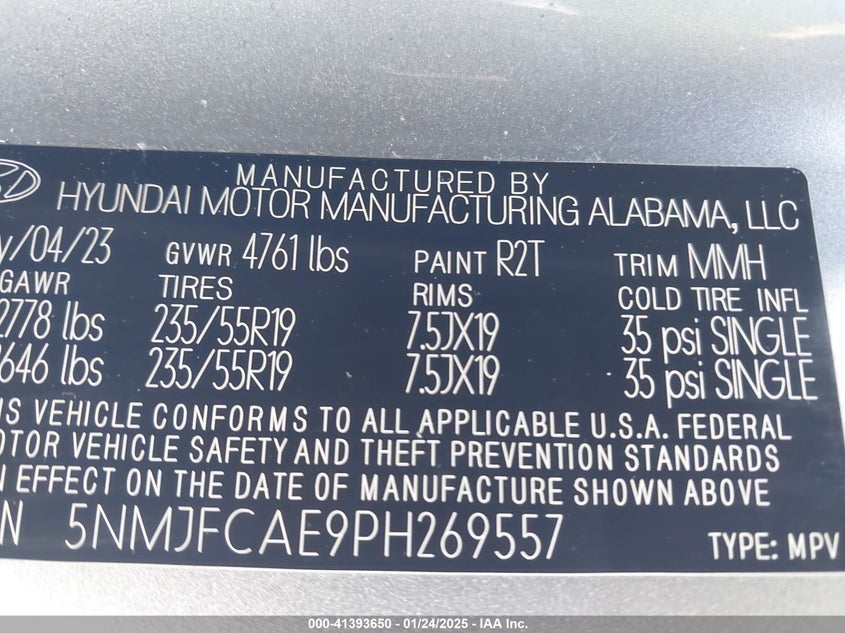 MANUFACTURED BY
HYUNDAI MOTOR MANUFACTURING ALABAMA, LLC
/04/23 GVWR 4761 lbs PAINT R2T TRIM MMH
GAWR TIRES RIMS COLD TIRE INFL
2778 lbs 235/55R19 7.5JX19 35 psi SINGLE
2646 lbs 235/55R19 7.5JX19 35 psi SINGLE
IS VEHICLE CONFORMS TO ALL APPLICABLE U.S.A. FEDERAL
OTOR VEHICLE SAFETY AND THEFT PREVENTION STANDARDS
N EFFECT ON THE DATE OF MANUFACTURE SHOWN ABOVE
N 5NMJFCAE9PH269557 TYPE: MPV
000-41393650 - 01/24/2025 - IAA Inc.